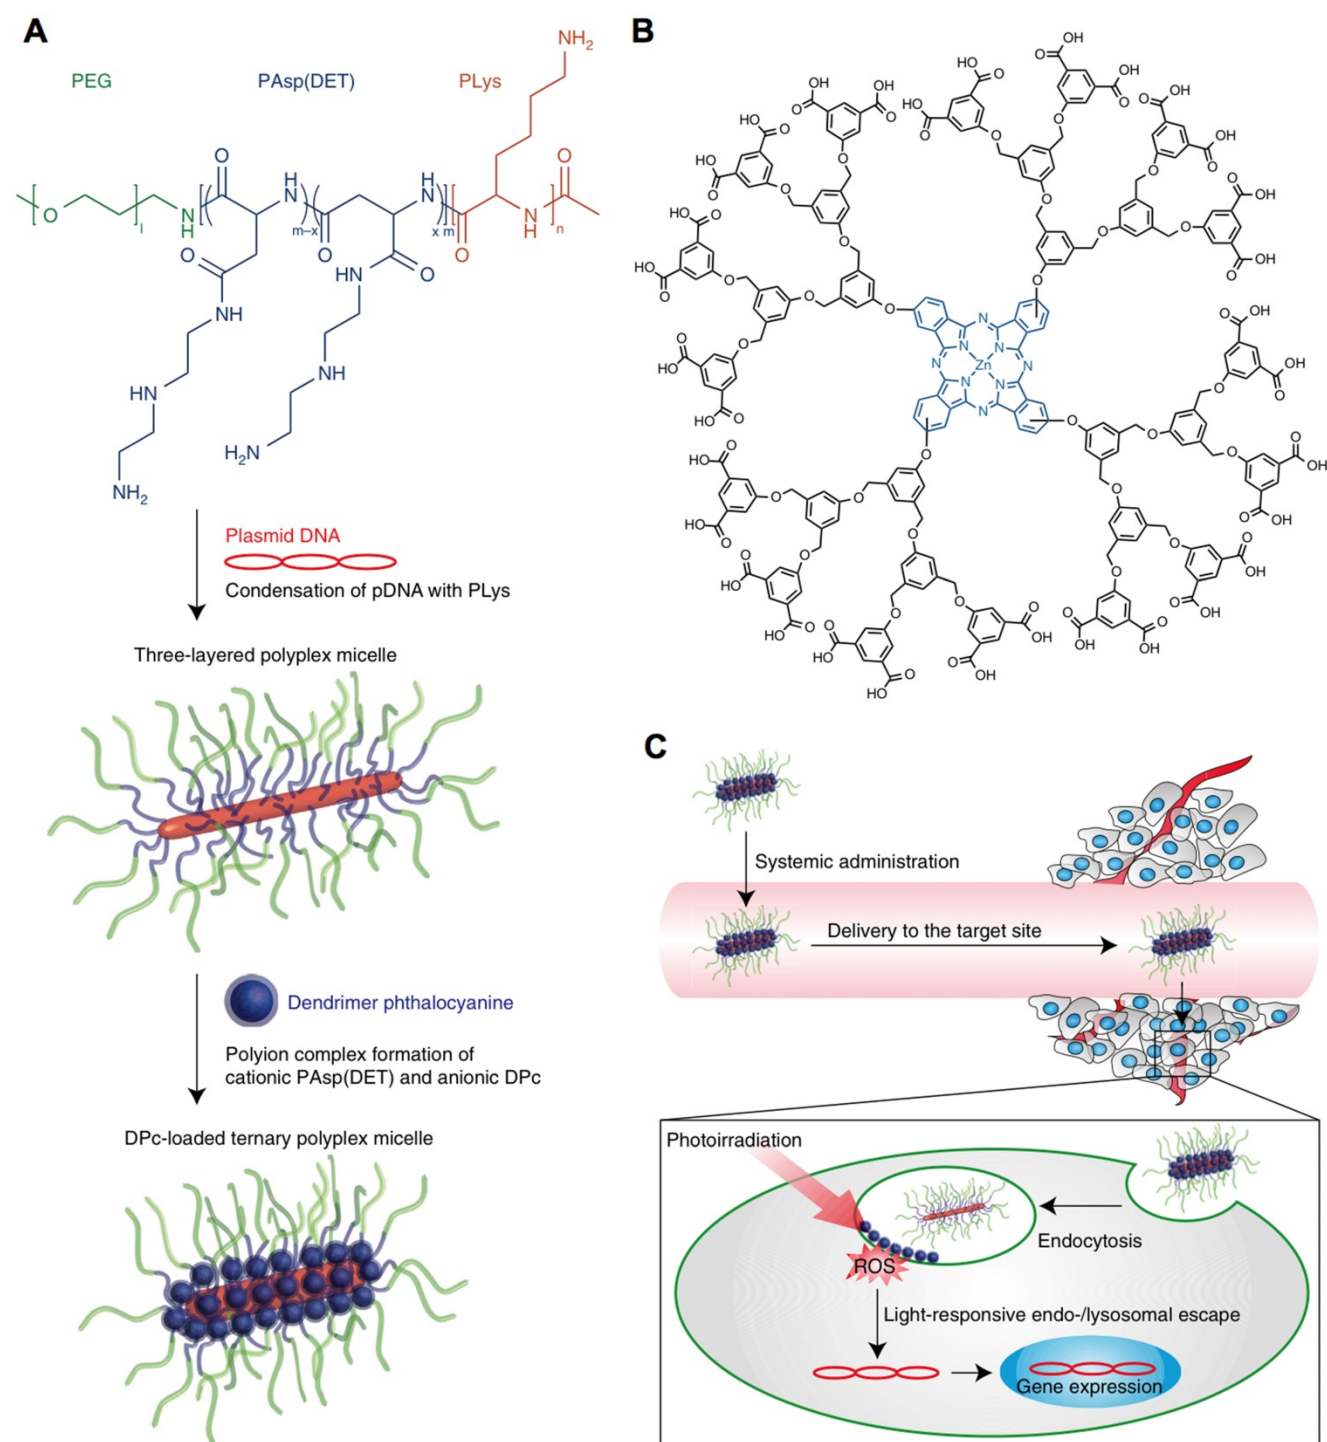 A
PEG
PAsp(DET)
PLys
NH2
O
O
H
N
H
N
O
O
N
H
l
m–x
O
x m
O
N
H
n
O
NH
HN
O
HN
NH
H2N
NH2
Plasmid DNA
Condensation of pDNA with PLys
Three-layered polyplex micelle
Dendrimer phthalocyanine
Polyion complex formation of
cationic PAsp(DET) and anionic DPc
DPc-loaded ternary polyplex micelle
B
OH
O
HO
O
OH
O
N
Zn
C
Systemic administration
Delivery to the target site
Photoirradiation
Endocytosis
ROS
Light-responsive endo-/lysosomal escape
Gene expression